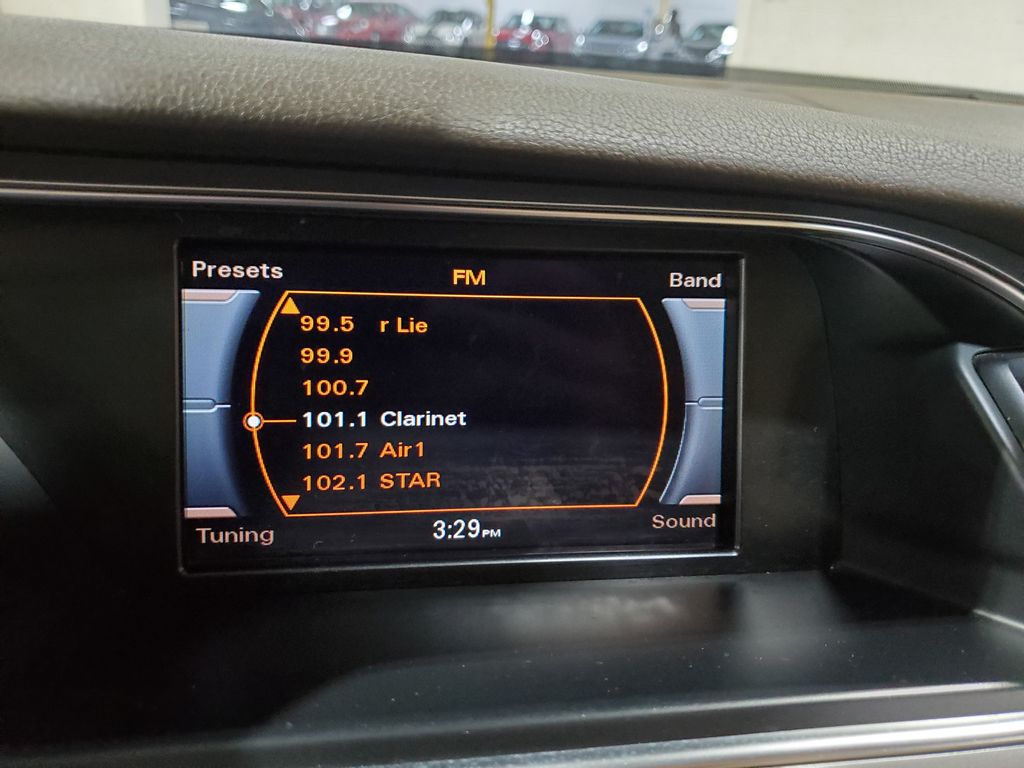 Presets FM Band
99.5 r Lie
99.9
100.7
101.1 Clarinet
101.7 Air1
102.1 STAR
Tuning 3:29PM Sound